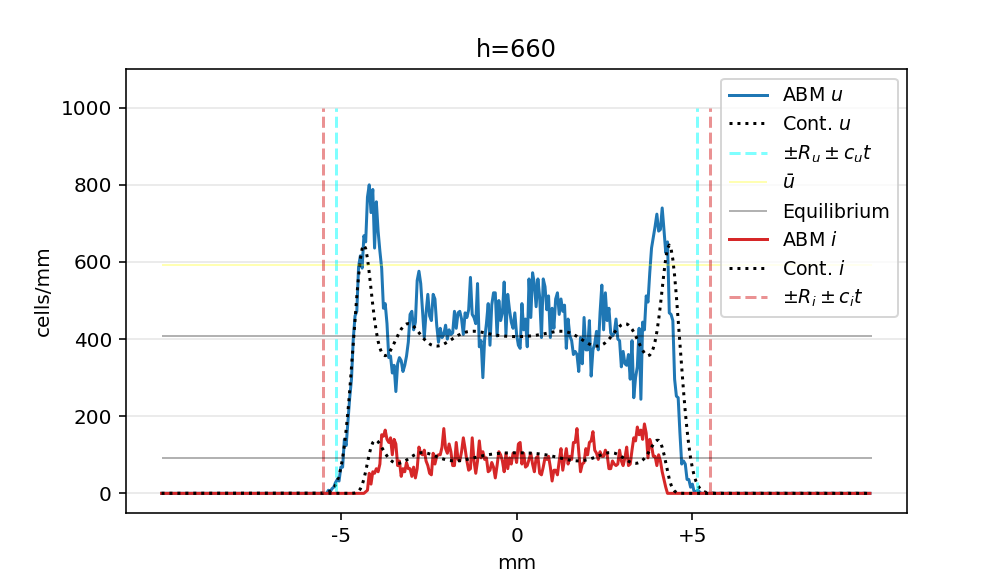 h=660
1000
800
600
400
200
0
cells/mm
-5
0
+5
mm
ABM u
Cont. u
±R_u ± c_u t
ū
Equilibrium
ABM i
Cont. i
±R_i ± c_i t